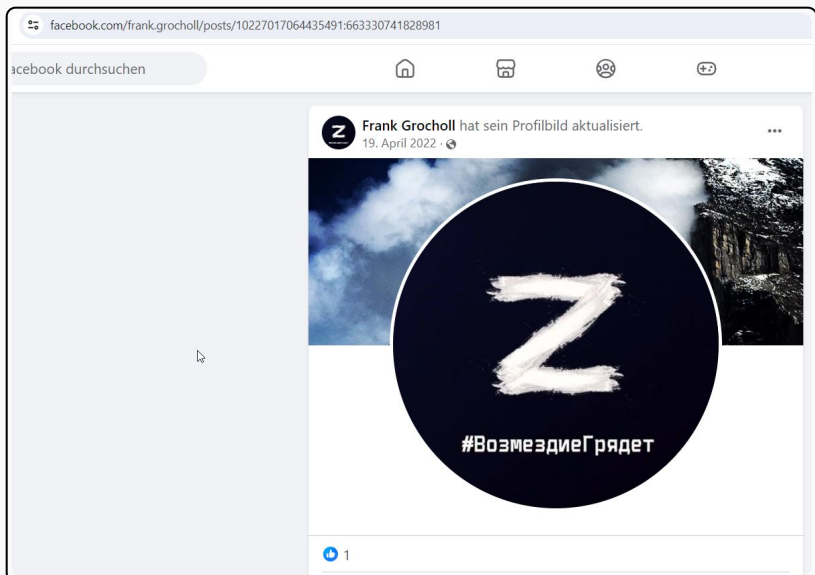 facebook.com/frank.grocholl/posts/10227017064435491:663330741828981
acebook durchsuchen
Frank Grocholl hat sein Profilbild aktualisiert.
19. April 2022 ·
Z
#ВозмездиеГрядет
1